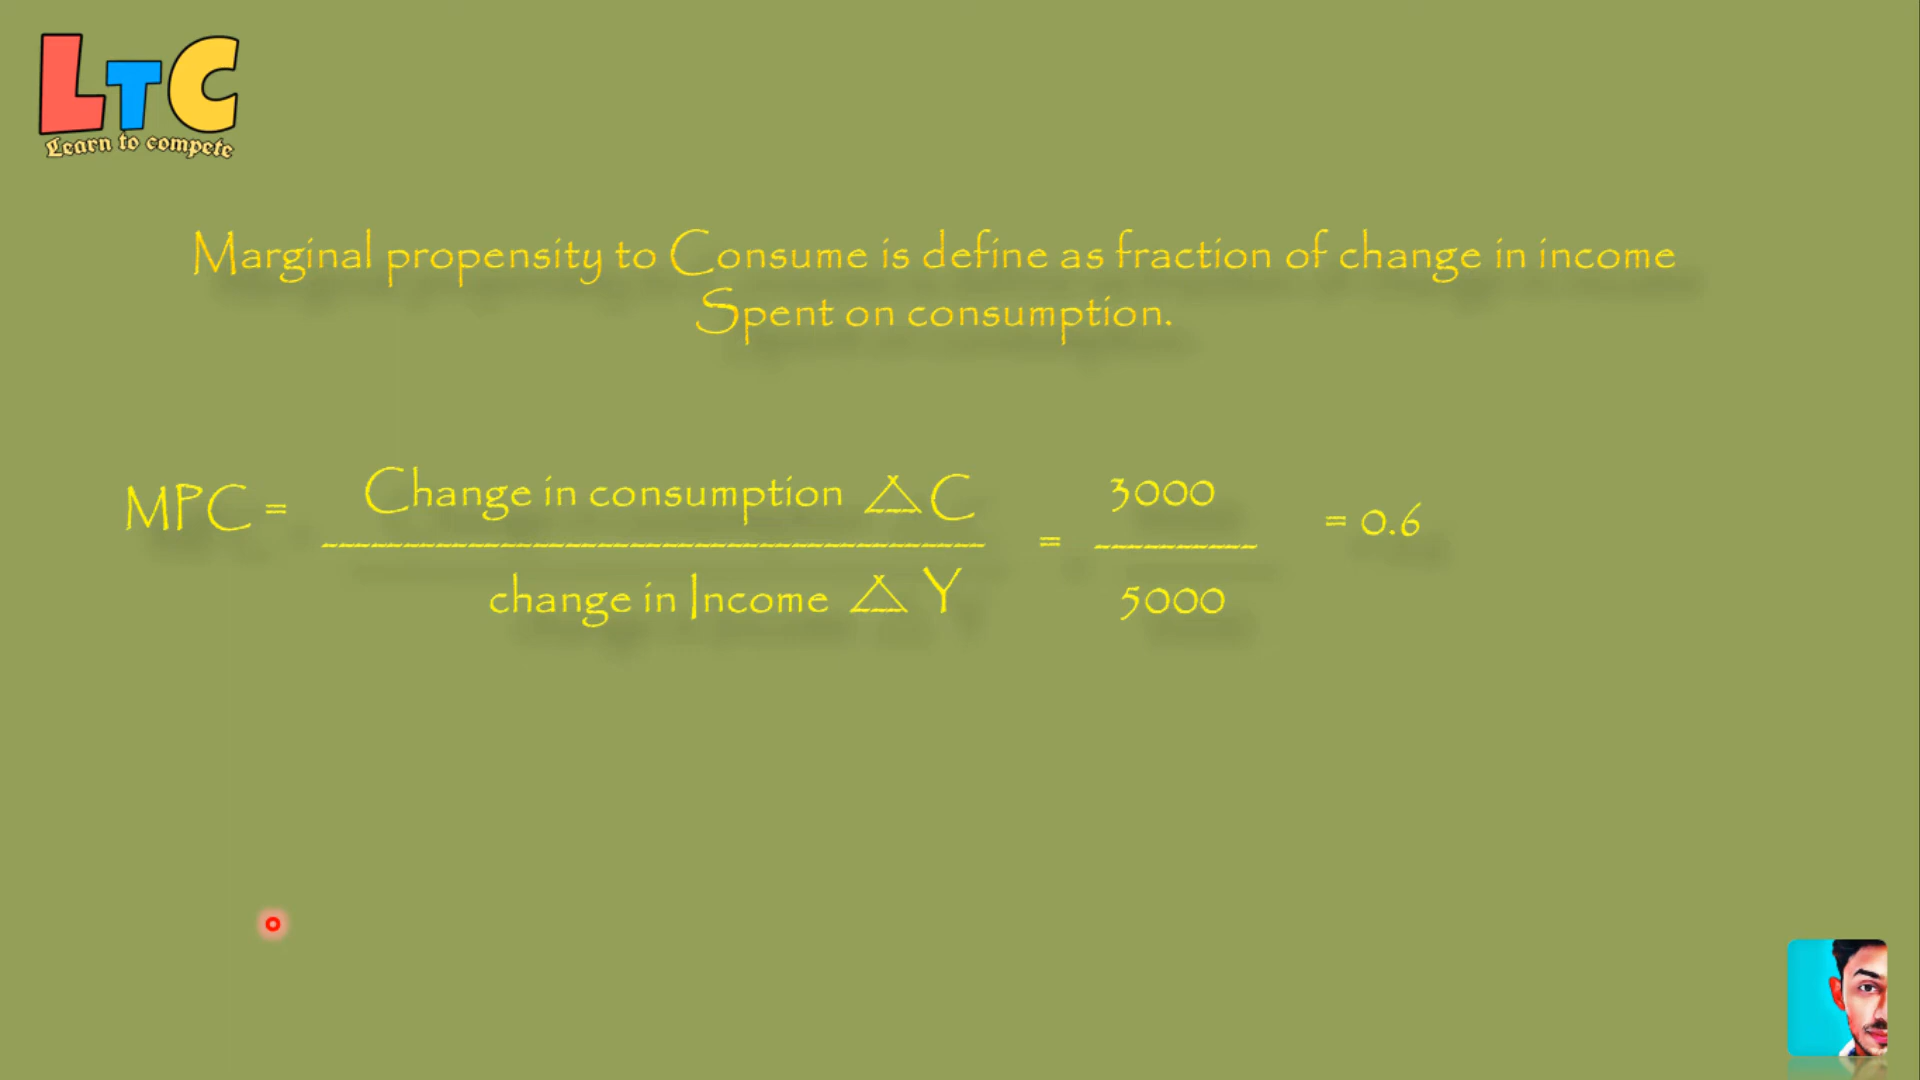 LTC
Learn to compete
Marginal propensity to Consume is define as fraction of change in income
Spent on consumption.
MPC = Change in consumption △C = 3000 = 0.6
change in Income △ Y 5000